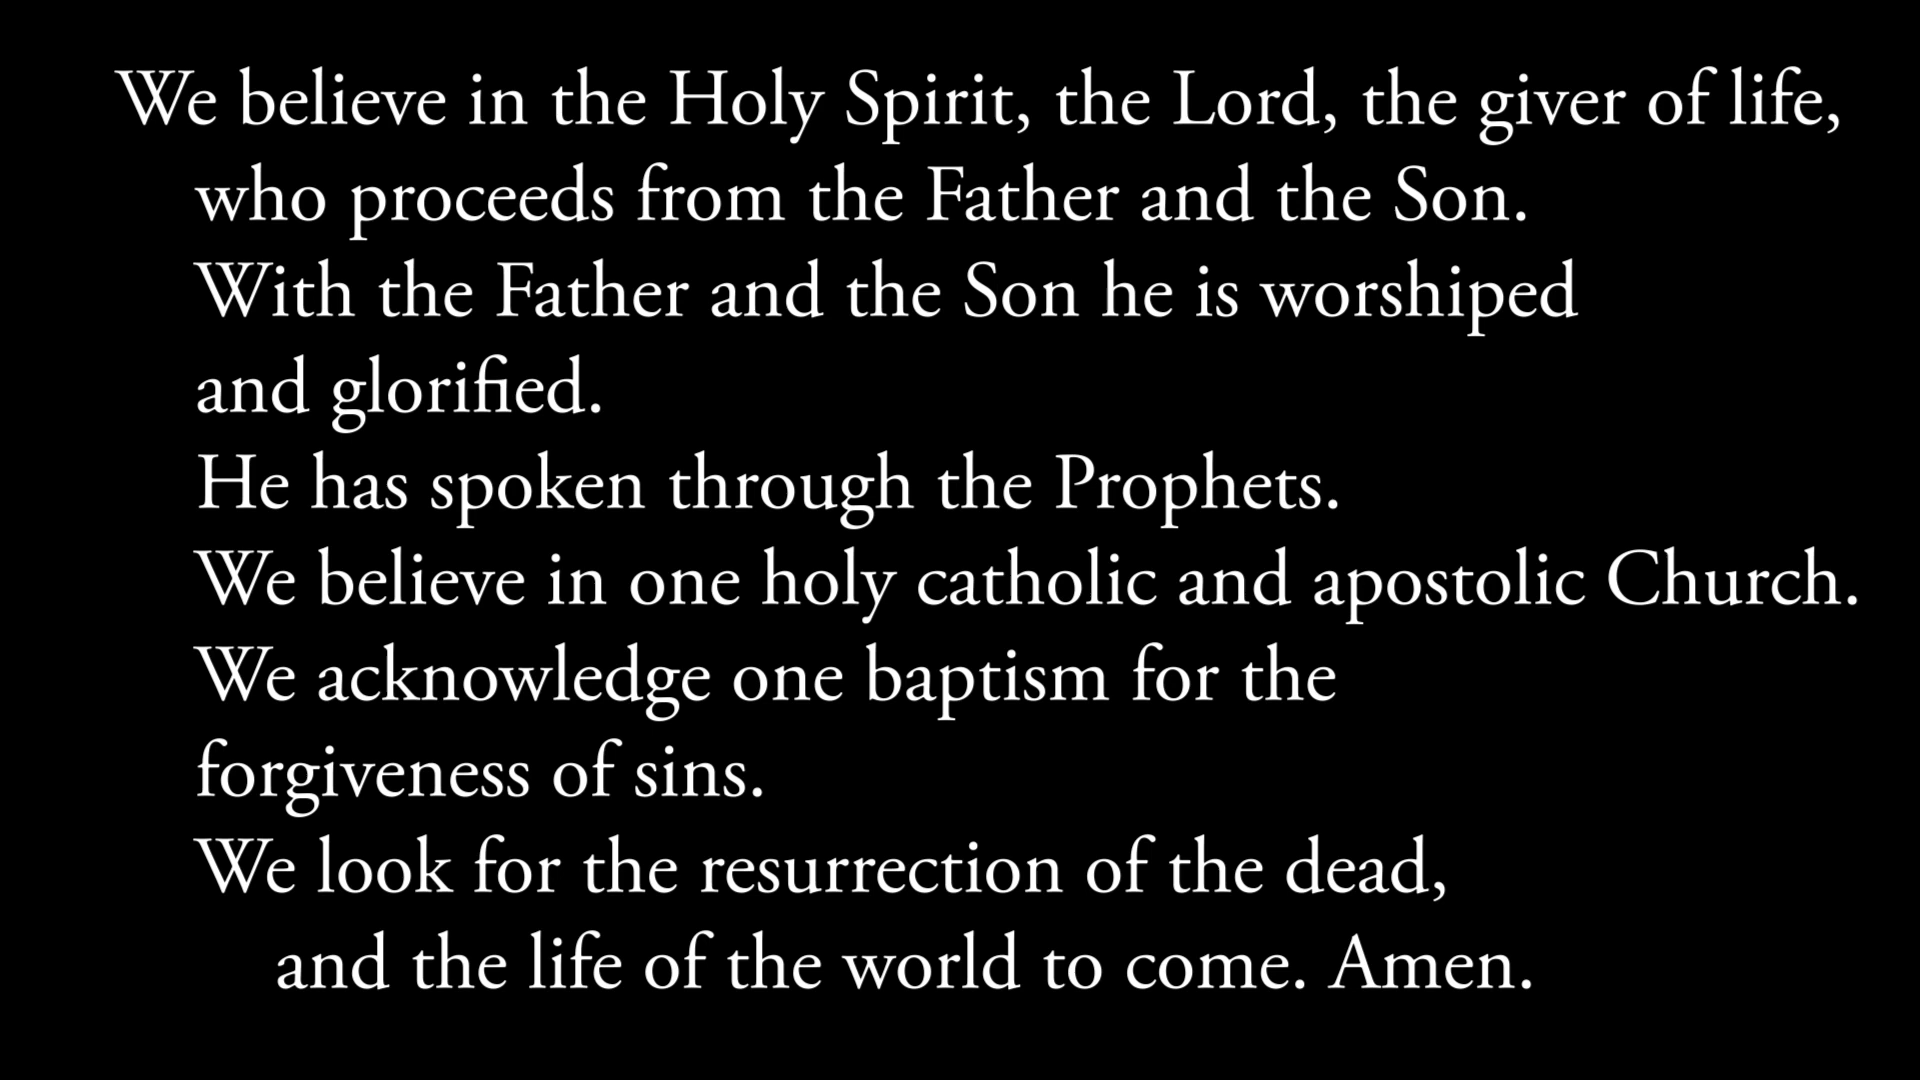 We believe in the Holy Spirit, the Lord, the giver of life,
who proceeds from the Father and the Son.
With the Father and the Son he is worshiped
and glorified.
He has spoken through the Prophets.
We believe in one holy catholic and apostolic Church.
We acknowledge one baptism for the
forgiveness of sins.
We look for the resurrection of the dead,
and the life of the world to come. Amen.